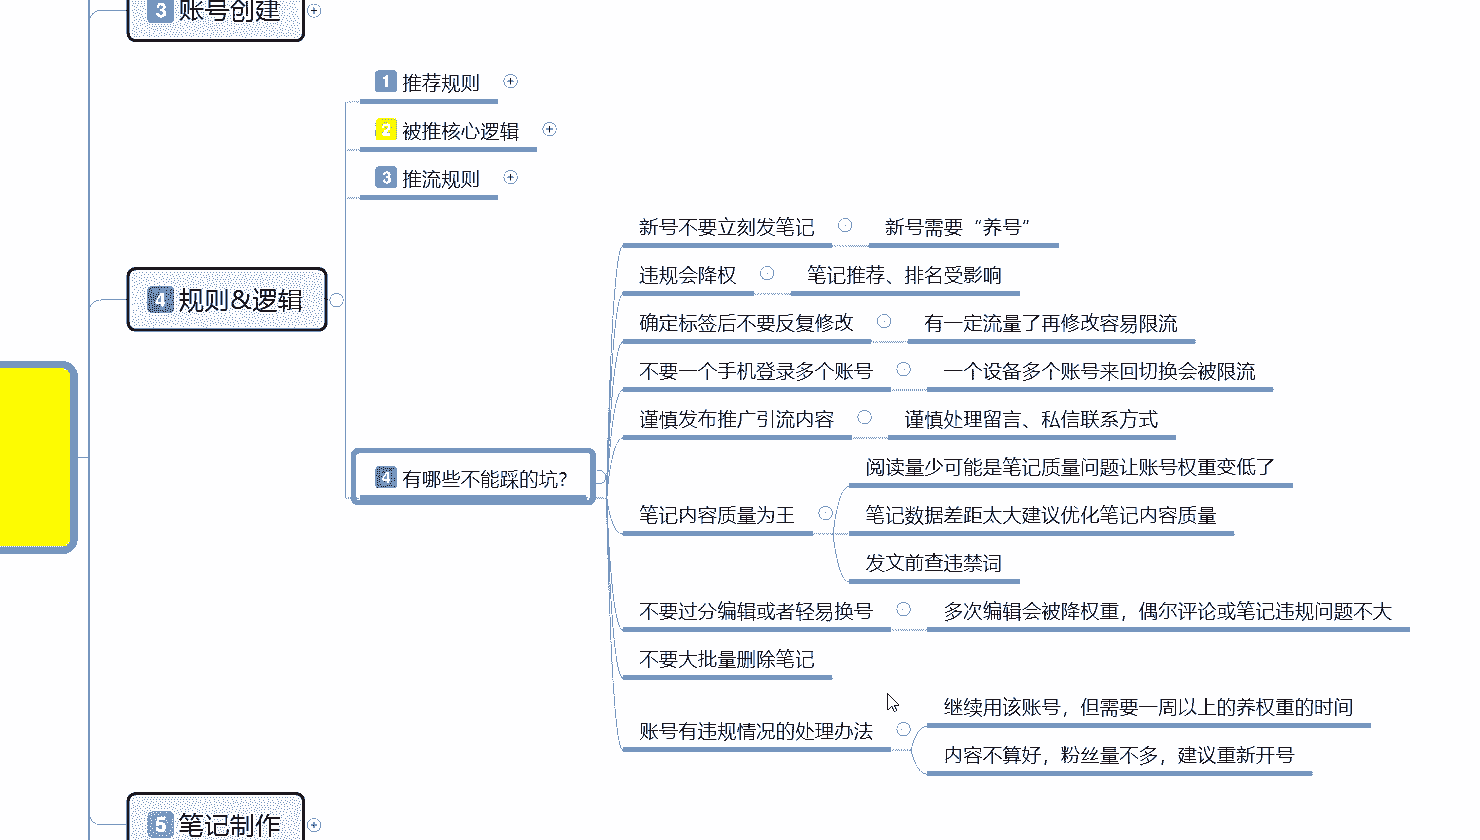 3 账号创建
1 推荐规则
2 被推核心逻辑
3 推流规则
新号不要立刻发笔记
新号需要“养号”
违规会降权
笔记推荐、排名受影响
4 规则&逻辑
确定标签后不要反复修改
有一定流量了再修改容易限流
不要一个手机登录多个账号
一个设备多个账号来回切换会被限流
谨慎发布推广引流内容
谨慎处理留言、私信联系方式
4 有哪些不能踩的坑?
笔记内容质量为王
阅读量少可能是笔记质量问题让账号权重变低了
笔记数据差距太大建议优化笔记内容质量
发文前查违禁词
不要过分编辑或者轻易换号
多次编辑会被降权重，偶尔评论或笔记违规问题不大
不要大批量删除笔记
账号有违规情况的处理办法
继续用该账号，但需要一周以上的养权重的时间
内容不算好，粉丝量不多，建议重新开号
5 笔记制作